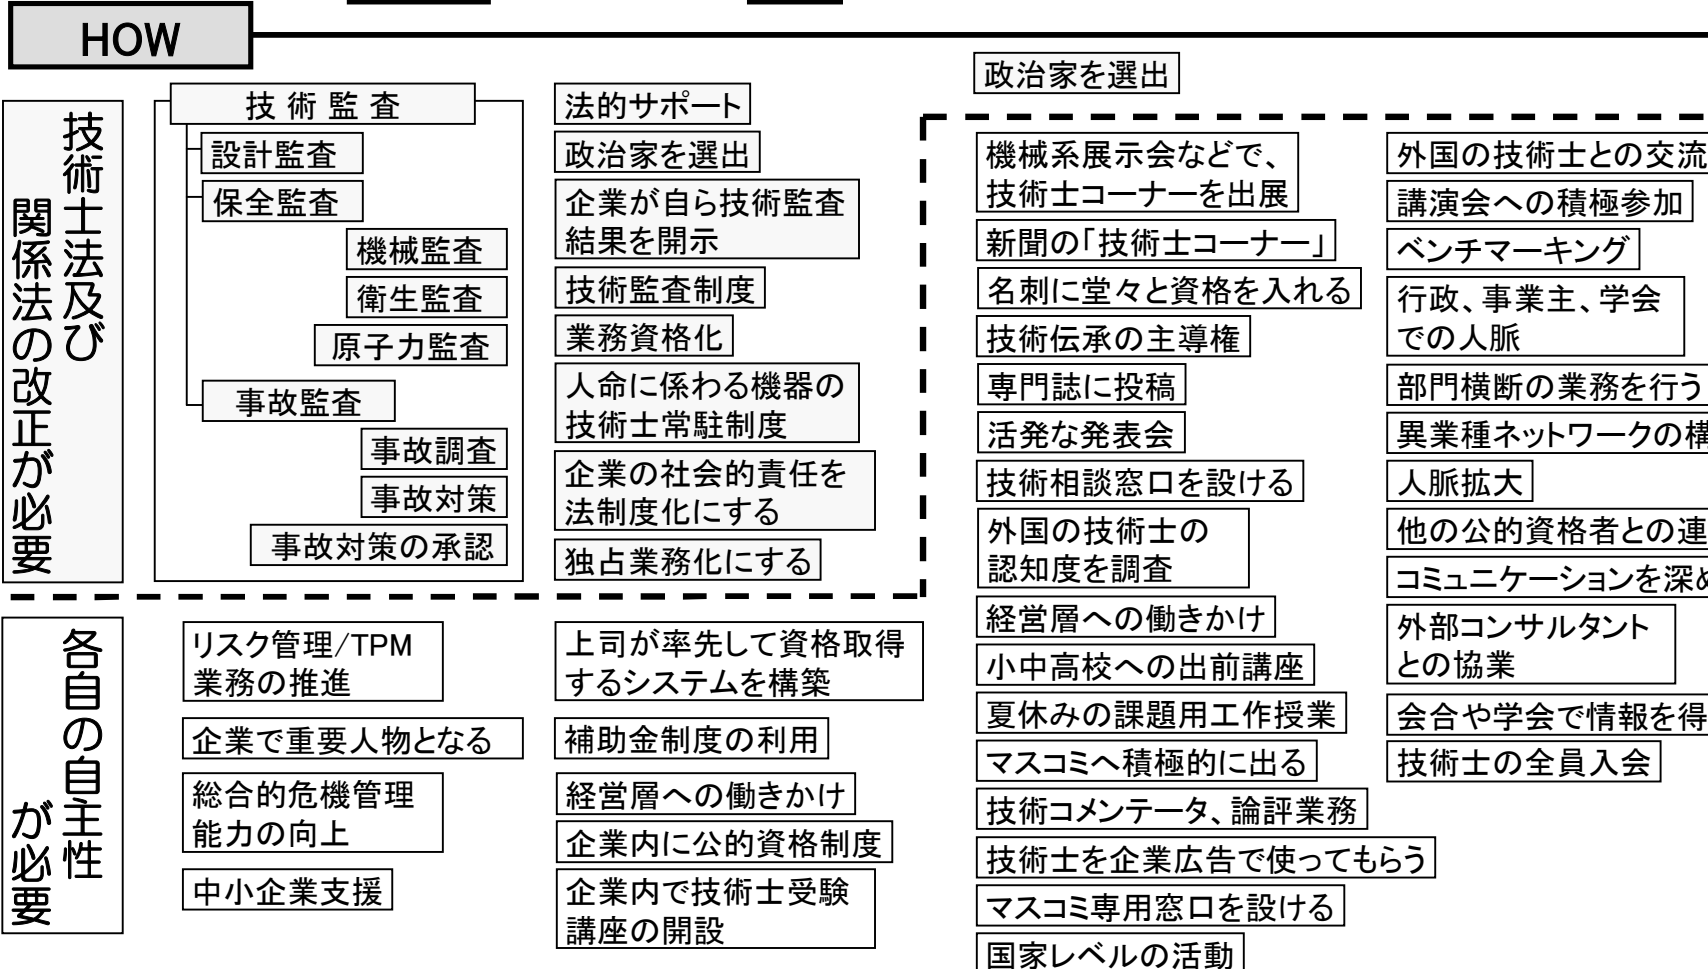 HOW
技術士法及び
関係法の改正が必要
技 術 監 査
設計監査
保全監査
機械監査
衛生監査
原子力監査
事故監査
事故調査
事故対策
事故対策の承認
法的サポート
政治家を選出
企業が自ら技術監査
結果を開示
技術監査制度
業務資格化
人命に係わる機器の
技術士常駐制度
企業の社会的責任を
法制度化にする
独占業務化にする
政治家を選出
機械系展示会などで、
技術士コーナーを出展
新聞の「技術士コーナー」
名刺に堂々と資格を入れる
技術伝承の主導権
専門誌に投稿
活発な発表会
技術相談窓口を設ける
外国の技術士の
認知度を調査
経営層への働きかけ
小中高校への出前講座
夏休みの課題用工作授業
マスコミへ積極的に出る
技術コメンテータ、論評業務
技術士を企業広告で使ってもらう
マスコミ専用窓口を設ける
国家レベルの活動
外国の技術士との交流
講演会への積極参加
ベンチマーキング
行政、事業主、学会
での人脈
部門横断の業務を行う
異業種ネットワークの構
人脈拡大
他の公的資格者との連
コミュニケーションを深め
外部コンサルタント
との協業
会合や学会で情報を得
技術士の全員入会
各自の自主性
が必要
リスク管理/TPM
業務の推進
企業で重要人物となる
総合的危機管理
能力の向上
中小企業支援
上司が率先して資格取得
するシステムを構築
補助金制度の利用
経営層への働きかけ
企業内に公的資格制度
企業内で技術士受験
講座の開設